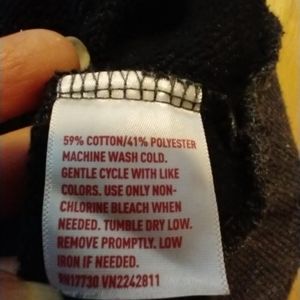 59% COTTON/41% POLYESTER
MACHINE WASH COLD.
GENTLE CYCLE WITH LIKE
COLORS. USE ONLY NON-
CHLORINE BLEACH WHEN
NEEDED. TUMBLE DRY LOW.
REMOVE PROMPTLY. LOW
IRON IF NEEDED.
RN17730 VN2242811